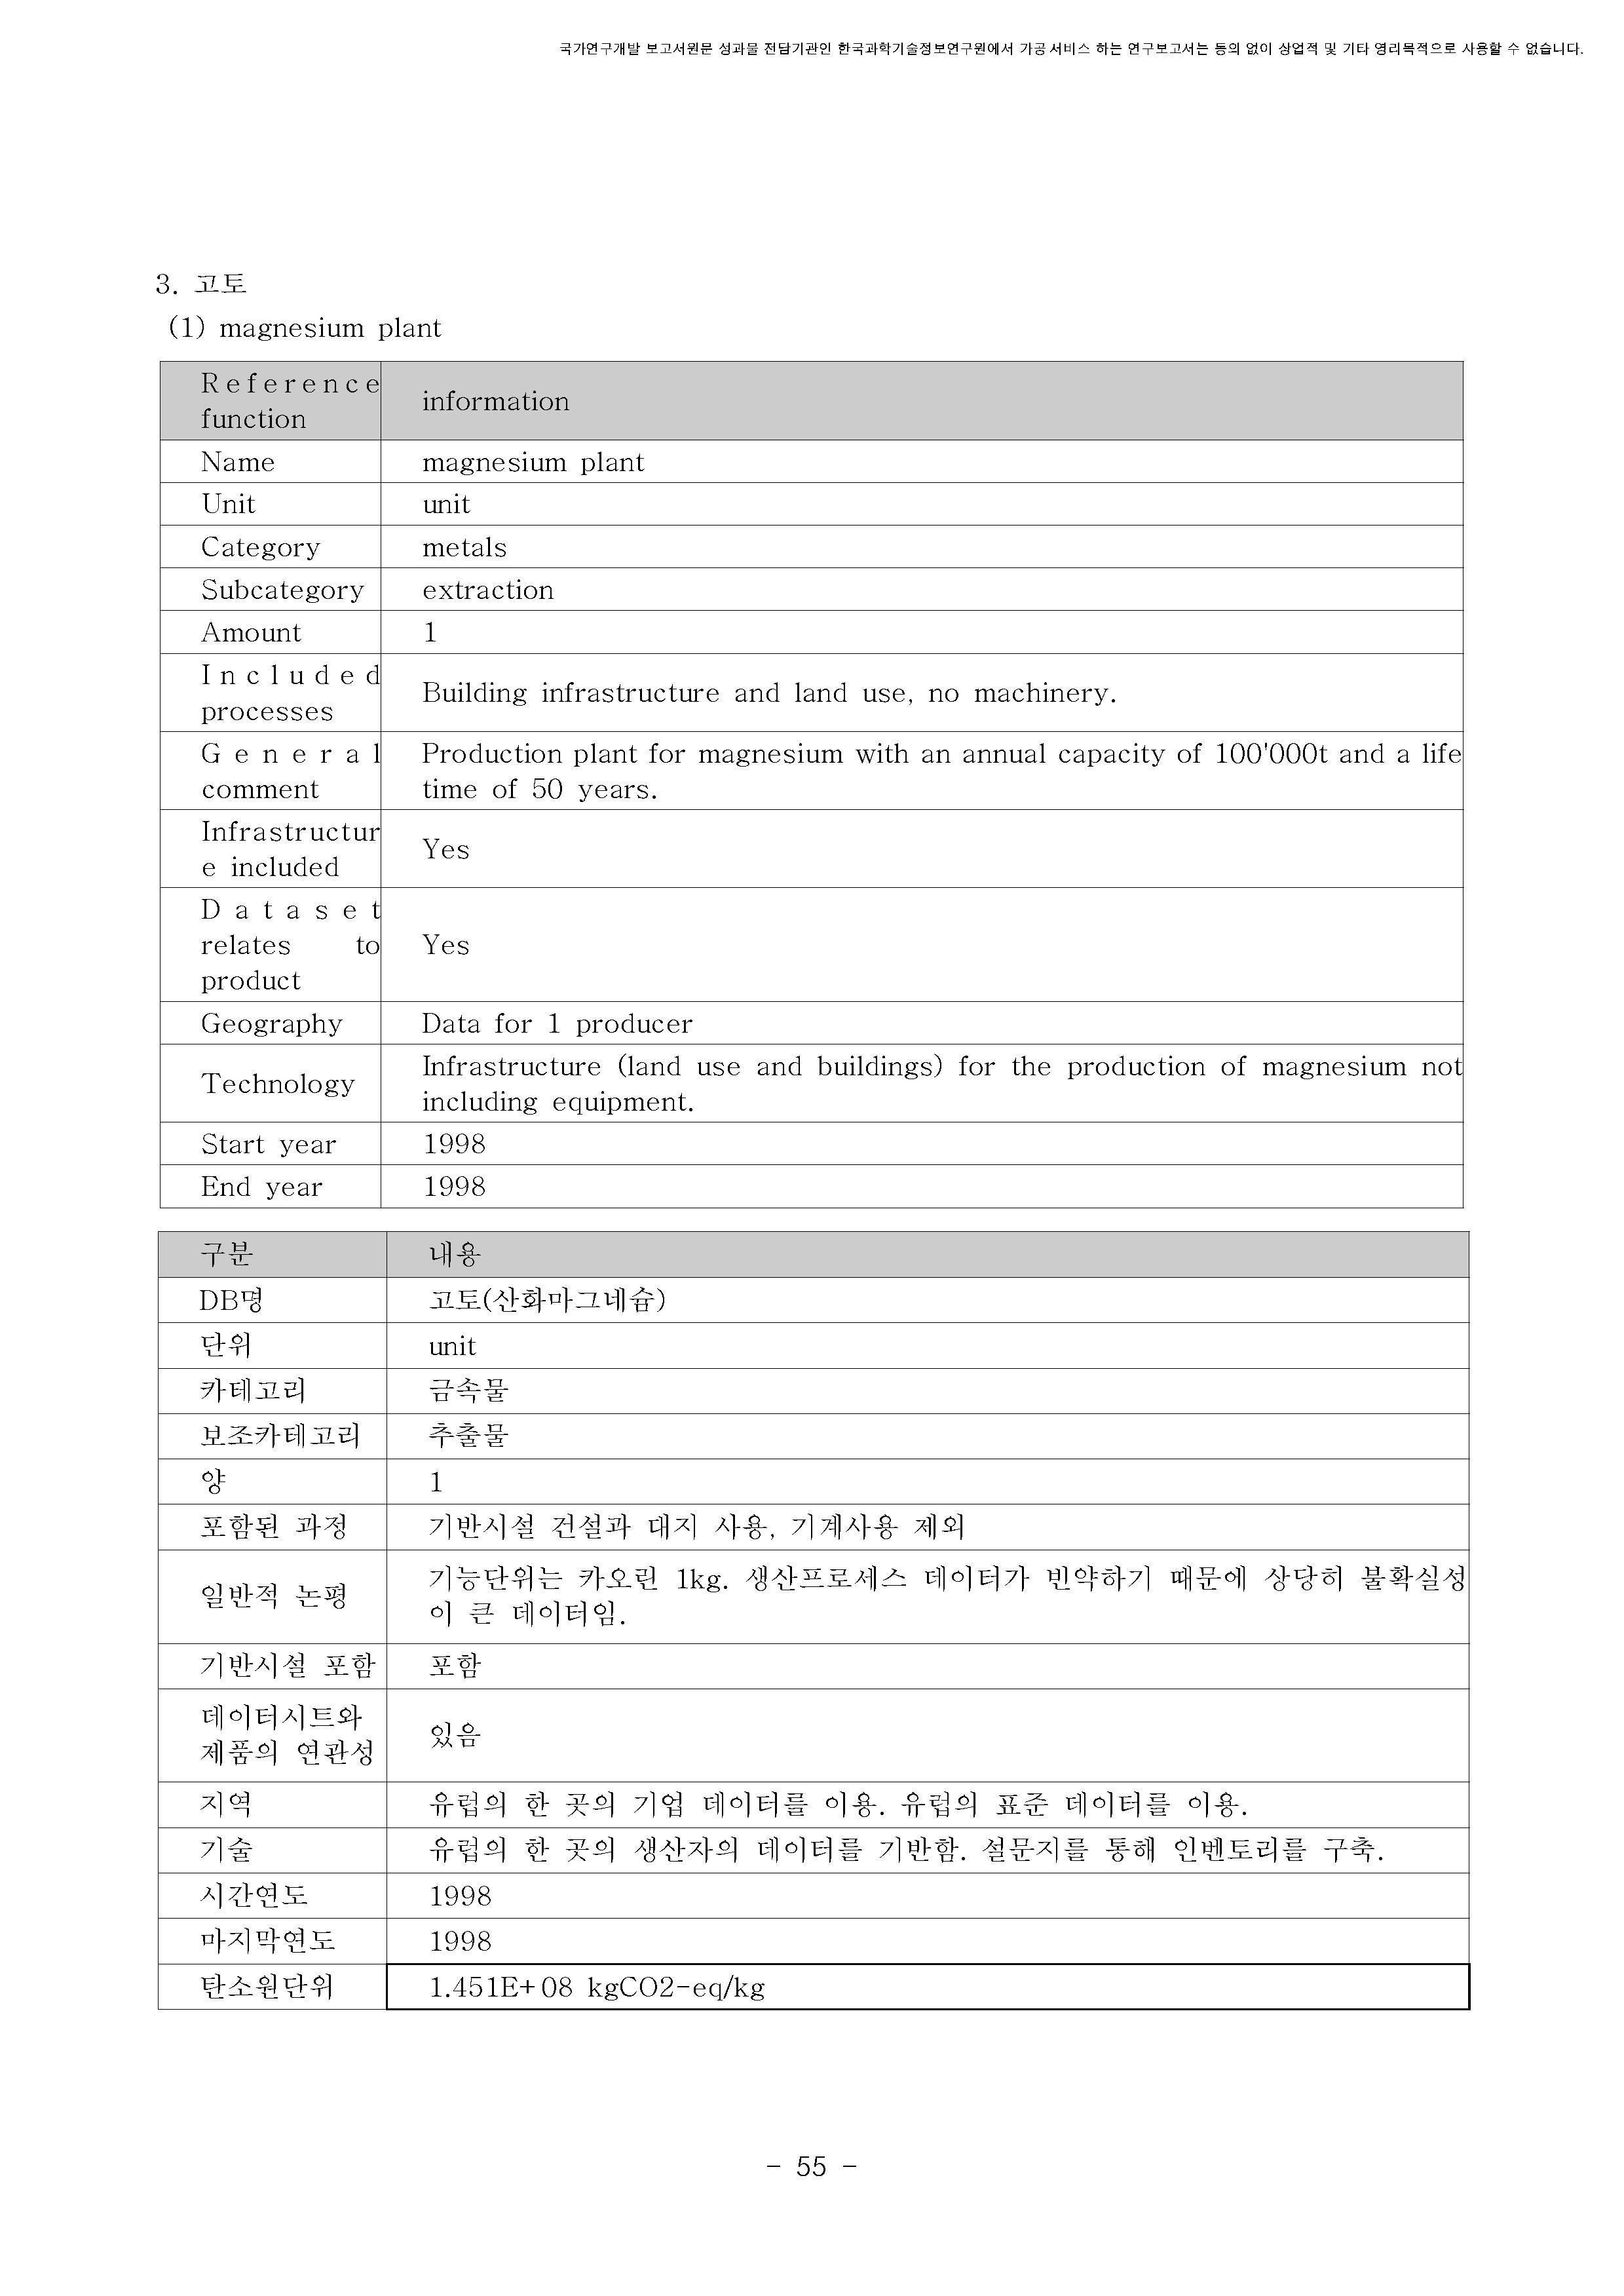 국가연구개발 보고서원문 성과물 전담기관인 한국과학기술정보연구원에서 가공·서비스 하는 연구보고서는 동의 없이 상업적 및 기타 영리목적으로 사용할 수 없습니다.
3. 고토
(1) magnesium plant
Reference
function
information
Name
magnesium plant
Unit
unit
Category
metals
Subcategory
extraction
Amount
1
Included
processes
Building infrastructure and land use, no machinery.
General
comment
Production plant for magnesium with an annual capacity of 100'000t and a life
time of 50 years.
Infrastructur
e included
Yes
Dataset
relates to
product
Yes
Geography
Data for 1 producer
Technology
Infrastructure (land use and buildings) for the production of magnesium not
including equipment.
Start year
1998
End year
1998
구분
내용
DB명
고토(산화마그네슘)
단위
unit
카테고리
금속물
보조카테고리
추출물
양
1
포함된 과정
기반시설 건설과 대지 사용, 기계사용 제외
일반적 논평
기능단위는 카오린 1kg. 생산프로세스 데이터가 빈약하기 때문에 상당히 불확실성
이 큰 데이터임.
기반시설 포함
포함
데이터시트와
제품의 연관성
있음
지역
유럽의 한 곳의 기업 데이터를 이용. 유럽의 표준 데이터를 이용.
기술
유럽의 한 곳의 생산자의 데이터를 기반함. 설문지를 통해 인벤토리를 구축.
시간연도
1998
마지막연도
1998
탄소원단위
1.451E+08 kgCO2-eq/kg
- 55 -